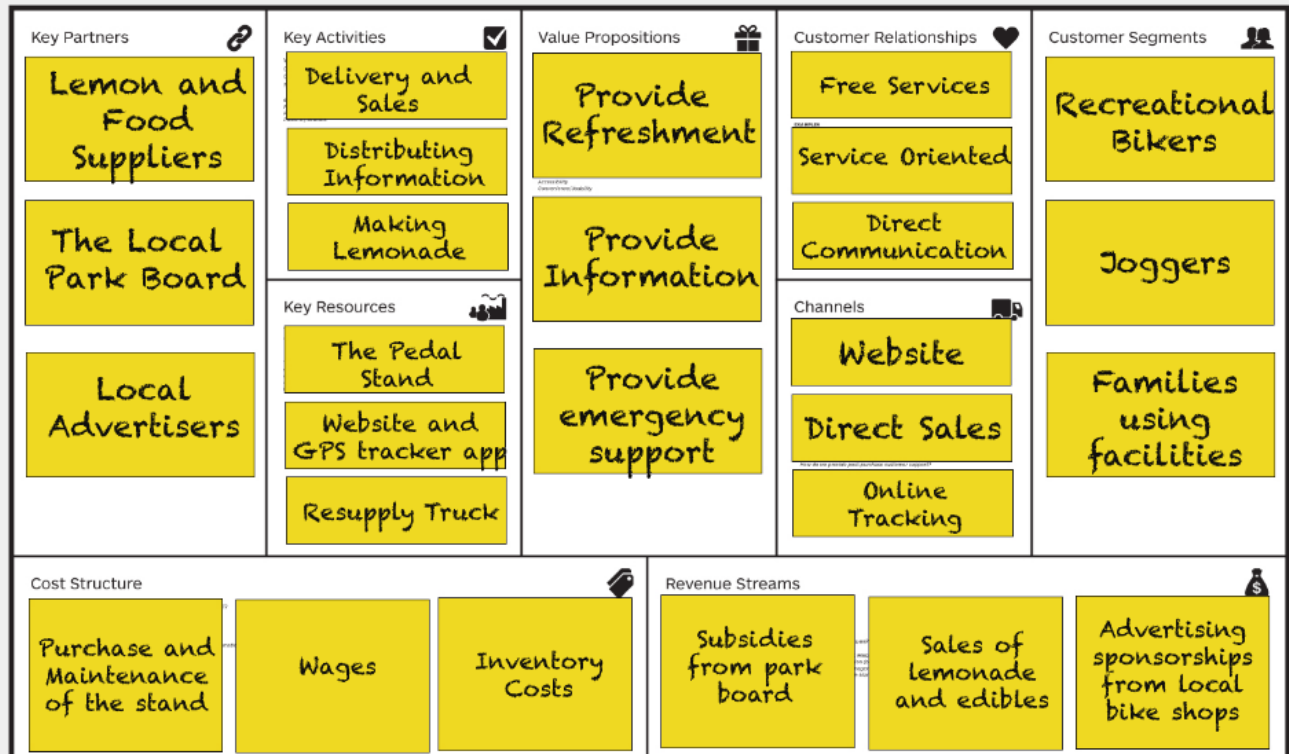 Key Partners
Lemon and
Food
Suppliers
The Local
Park Board
Local
Advertisers
Key Activities
Delivery and
Sales
Distributing
Information
Making
Lemonade
Key Resources
The Pedal
Stand
Website and
GPS tracker app
Resupply Truck
Value Propositions
Provide
Refreshment
Provide
Information
Provide
emergency
support
Customer Relationships
Free Services
EXAMPLES
Service Oriented
Direct
Communication
Channels
Website
Direct Sales
Online
Tracking
Customer Segments
Recreational
Bikers
Joggers
Families
using
facilities
Cost Structure
Purchase and
Maintenance
of the stand
Wages
Inventory
Costs
Revenue Streams
Subsidies
from park
board
Sales of
lemonade
and edibles
$
Advertising
sponsorships
from local
bike shops